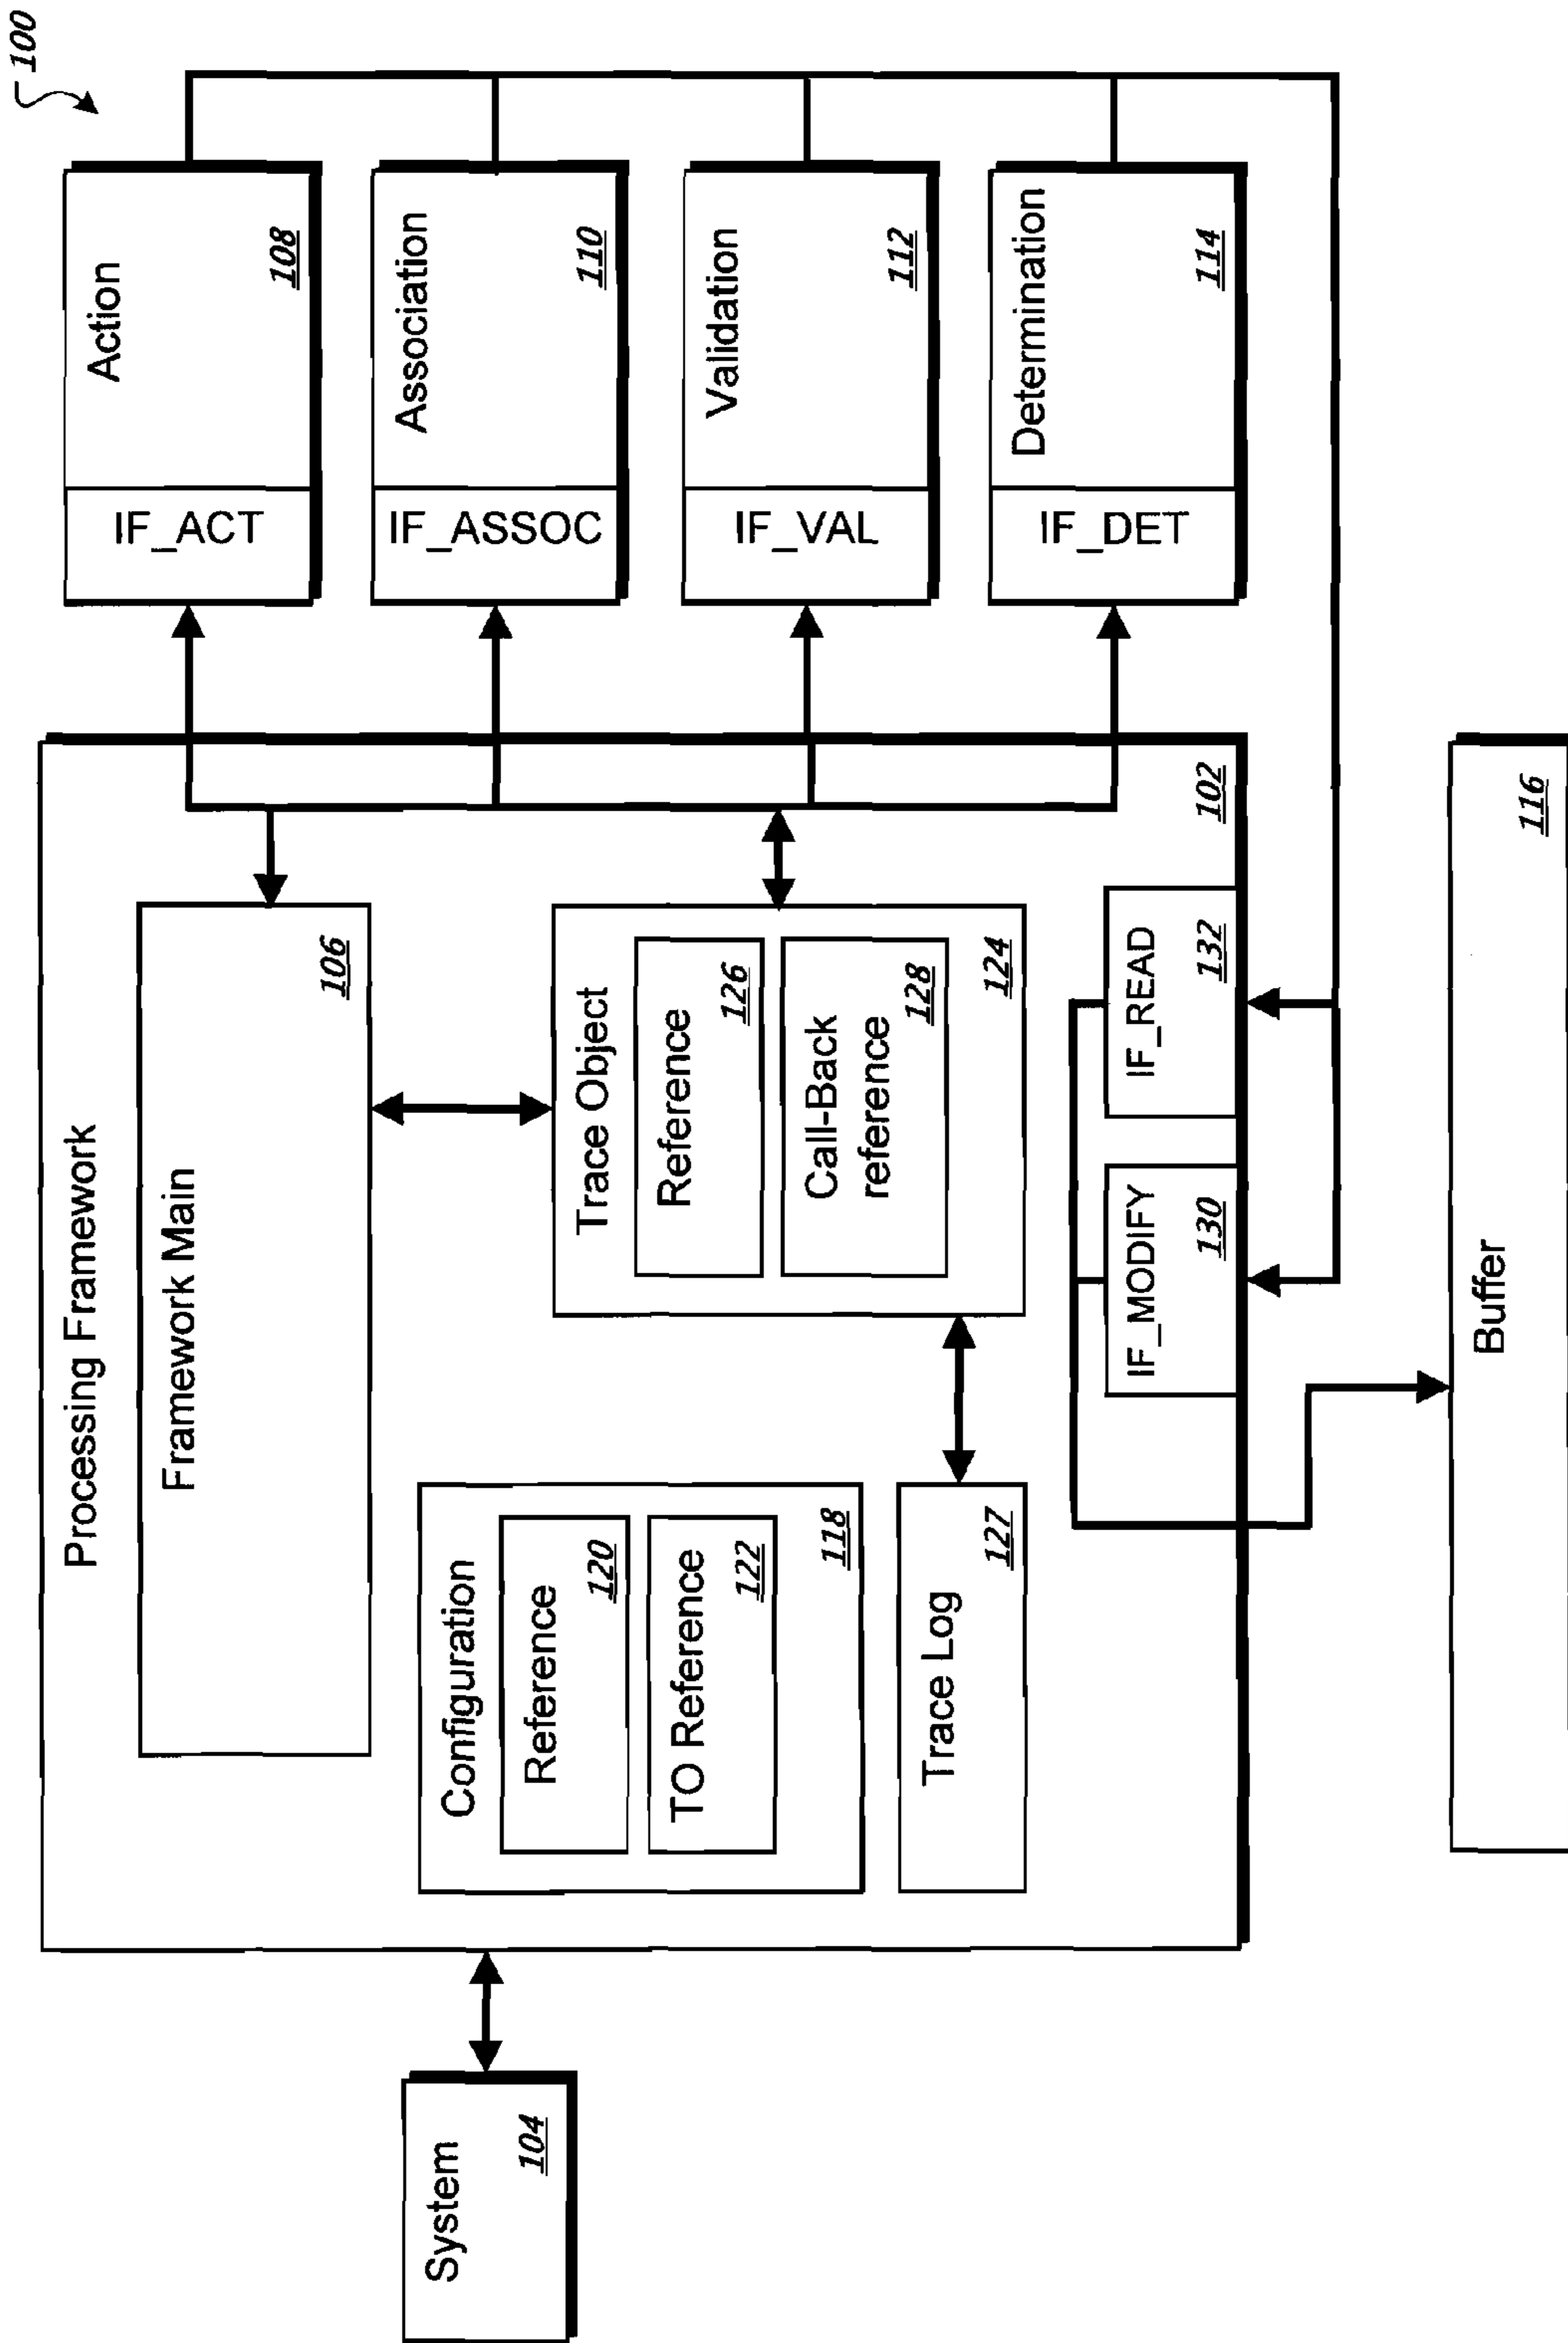 100
Processing Framework
102
Framework Main
106
Configuration
118
Reference
120
TO Reference
122
Trace Log
127
Trace Object
124
Reference
126
Call-Back
reference
128
IF_MODIFY
130
IF_READ
132
System
104
IF_ACT
Action
108
IF_ASSOC
Association
110
IF_VAL
Validation
112
IF_DET
Determination
114
Buffer
116